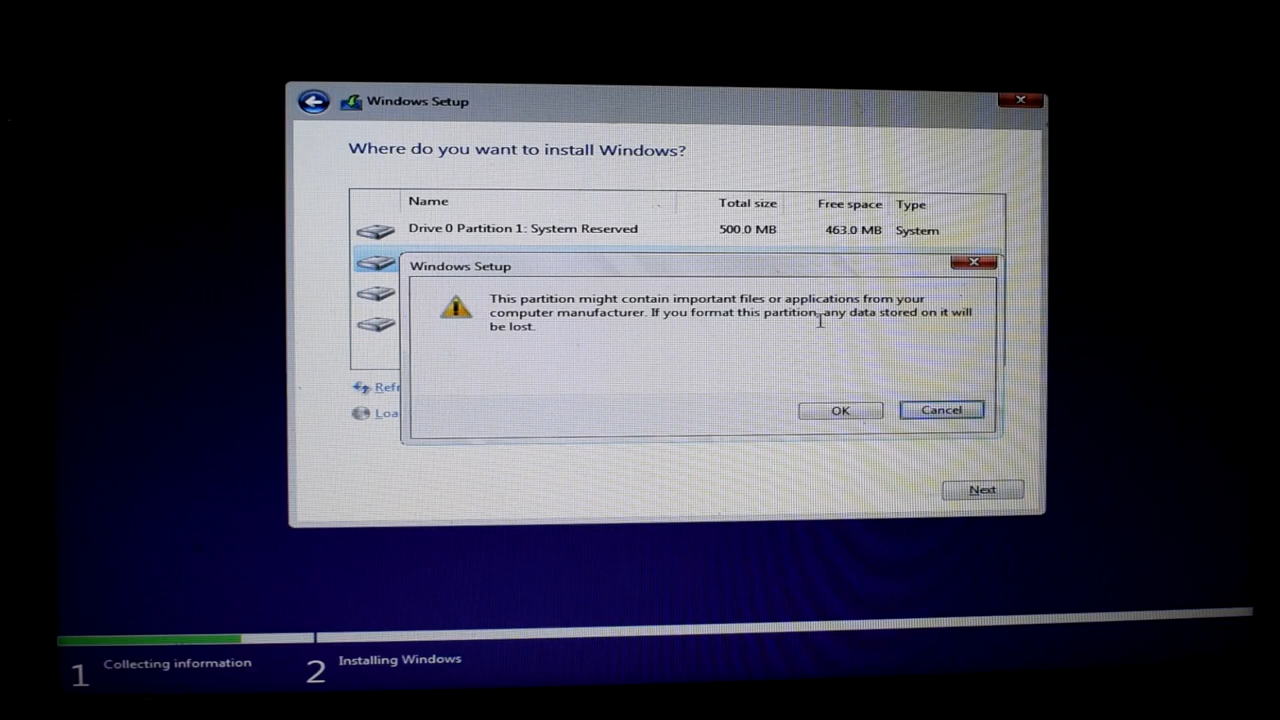 Windows Setup
Where do you want to install Windows?
Name Total size Free space Type
Drive 0 Partition 1: System Reserved 500.0 MB 463.0 MB System
Windows Setup
This partition might contain important files or applications from your
computer manufacturer. If you format this partition, any data stored on it will
be lost.
OK Cancel
Refr
Loa
Next
1 Collecting information 2 Installing Windows